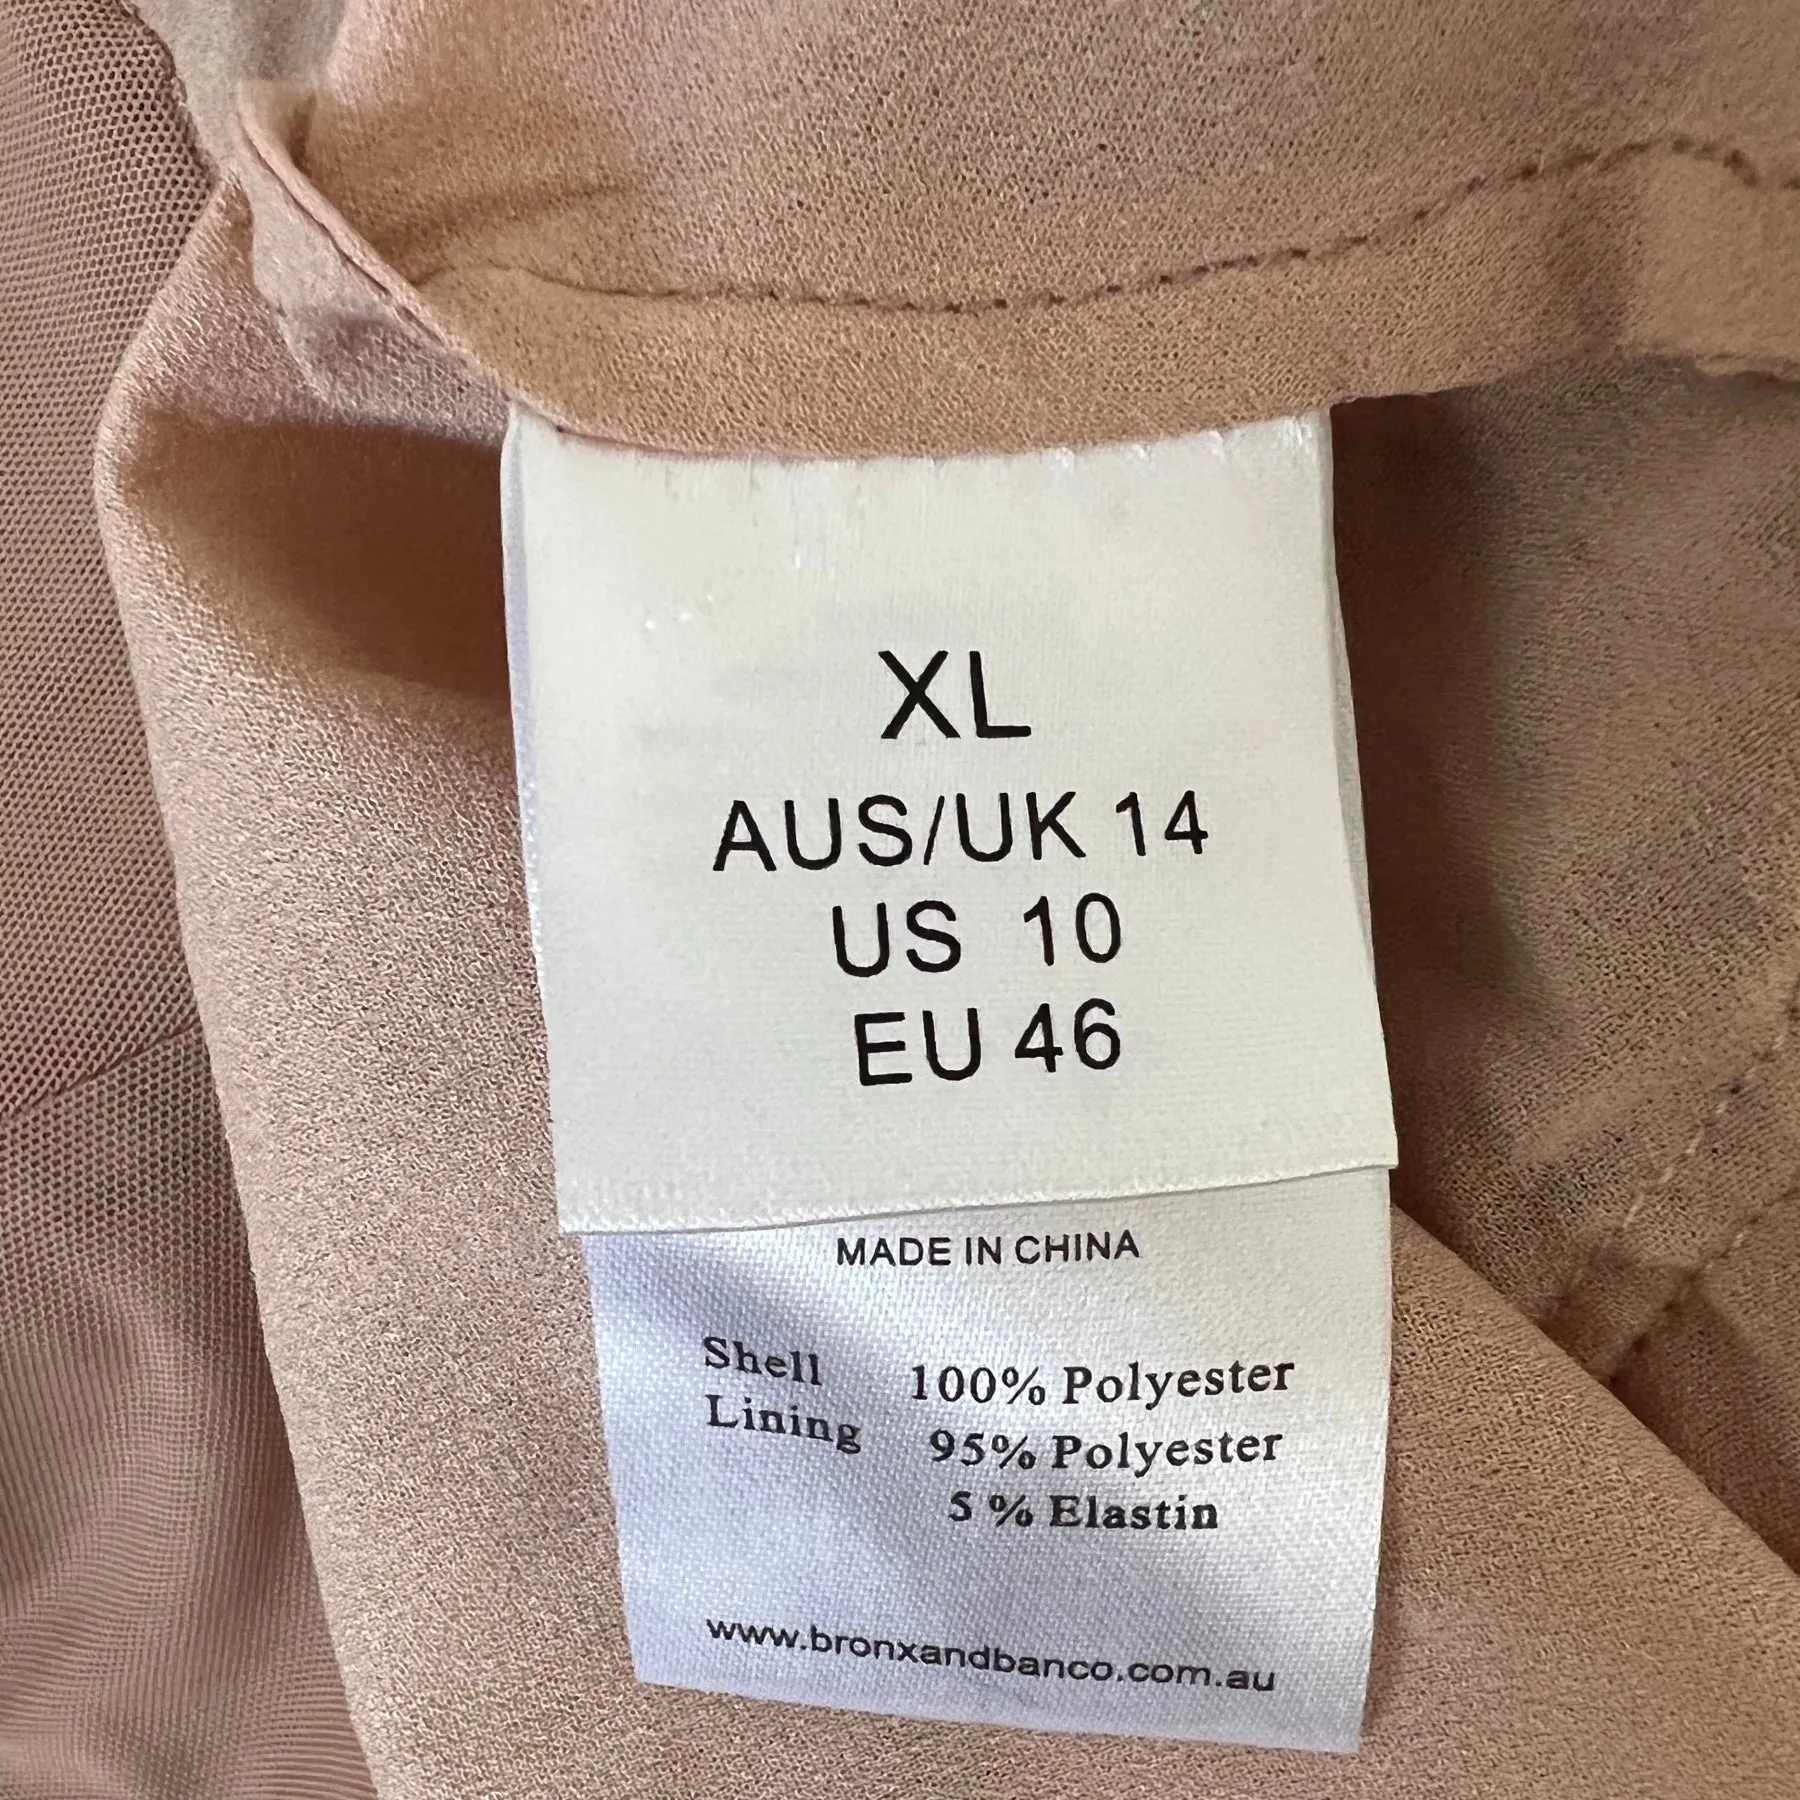 XL
AUS/UK 14
US 10
EU 46
MADE IN CHINA
Shell 100% Polyester
Lining 95% Polyester
5 % Elastin
www.bronxandbanco.com.au